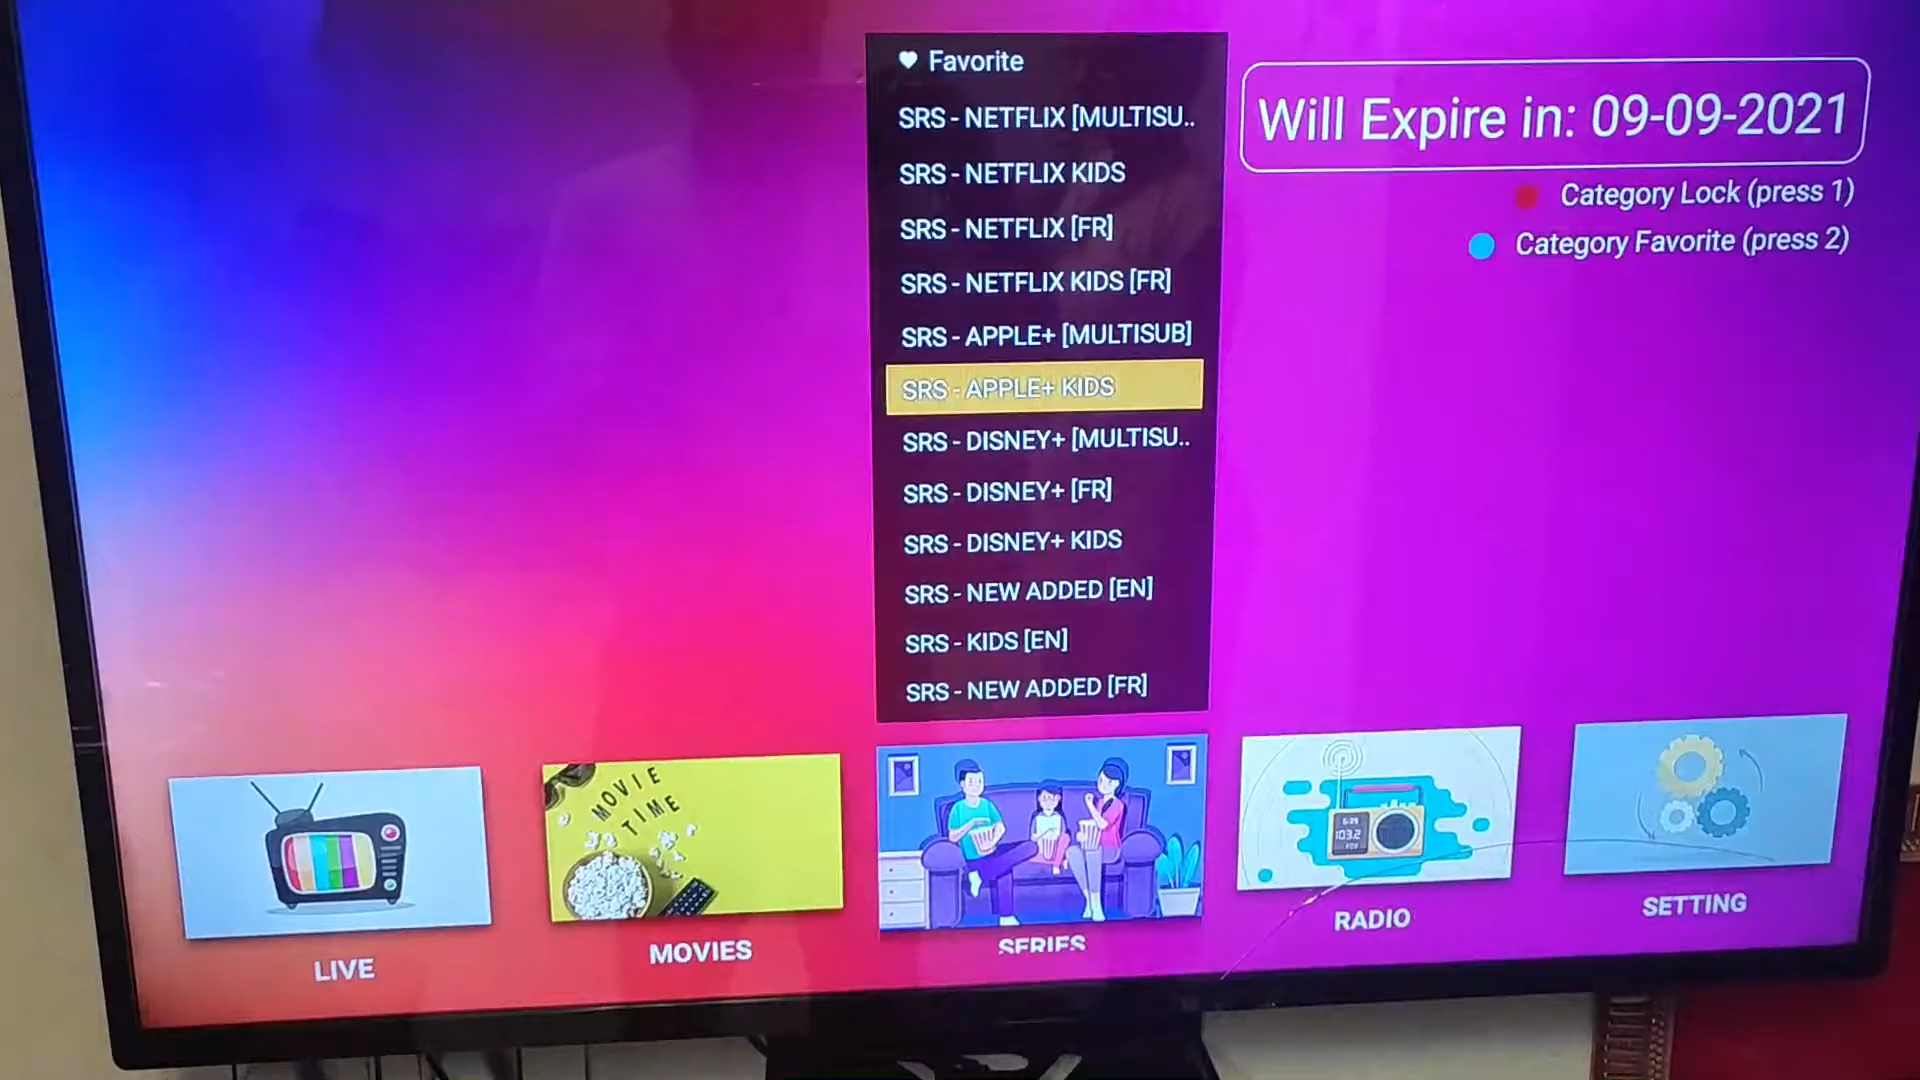 Favorite
SRS - NETFLIX [MULTISU..
SRS - NETFLIX KIDS
SRS - NETFLIX [FR]
SRS - NETFLIX KIDS [FR]
SRS - APPLE+ [MULTISUB]
SRS - APPLE+ KIDS
SRS - DISNEY+ [MULTISU..
SRS - DISNEY+ [FR]
SRS - DISNEY+ KIDS
SRS - NEW ADDED [EN]
SRS - KIDS [EN]
SRS - NEW ADDED [FR]
Will Expire in: 09-09-2021
Category Lock (press 1)
Category Favorite (press 2)
MOVIE
TIME
103.2
LIVE
MOVIES
SERIES
RADIO
SETTING